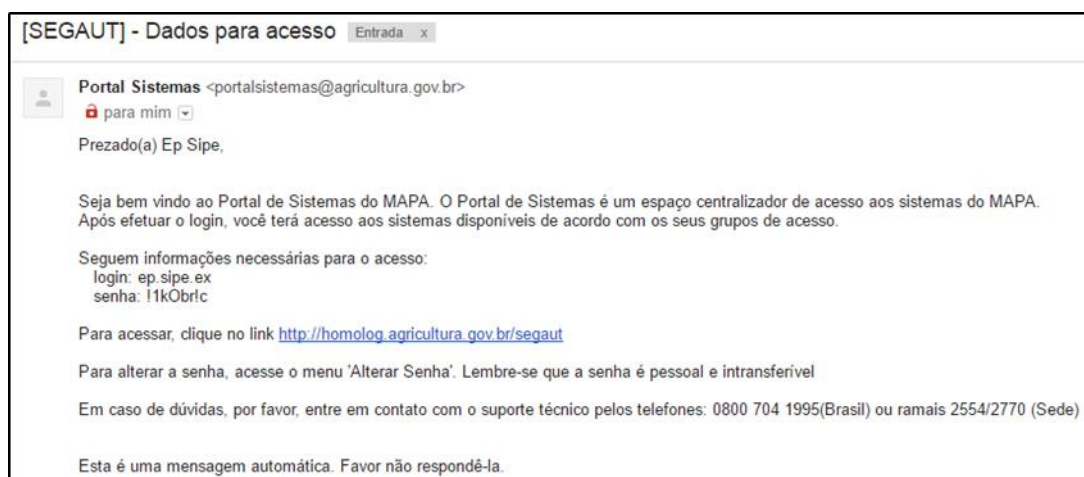 [SEGAUT] - Dados para acesso Entrada x
Portal Sistemas <portalsistemas@agricultura.gov.br>
para mim
Prezado(a) Ep Sipe,
Seja bem vindo ao Portal de Sistemas do MAPA. O Portal de Sistemas é um espaço centralizador de acesso aos sistemas do MAPA.
Após efetuar o login, você terá acesso aos sistemas disponíveis de acordo com os seus grupos de acesso.
Seguem informações necessárias para o acesso:
login: ep.sipe.ex
senha: !1kObr!c
Para acessar, clique no link http://homolog.agricultura.gov.br/segaut
Para alterar a senha, acesse o menu 'Alterar Senha'. Lembre-se que a senha é pessoal e intransferível
Em caso de dúvidas, por favor, entre em contato com o suporte técnico pelos telefones: 0800 704 1995(Brasil) ou ramais 2554/2770 (Sede)
Esta é uma mensagem automática. Favor não respondê-la.